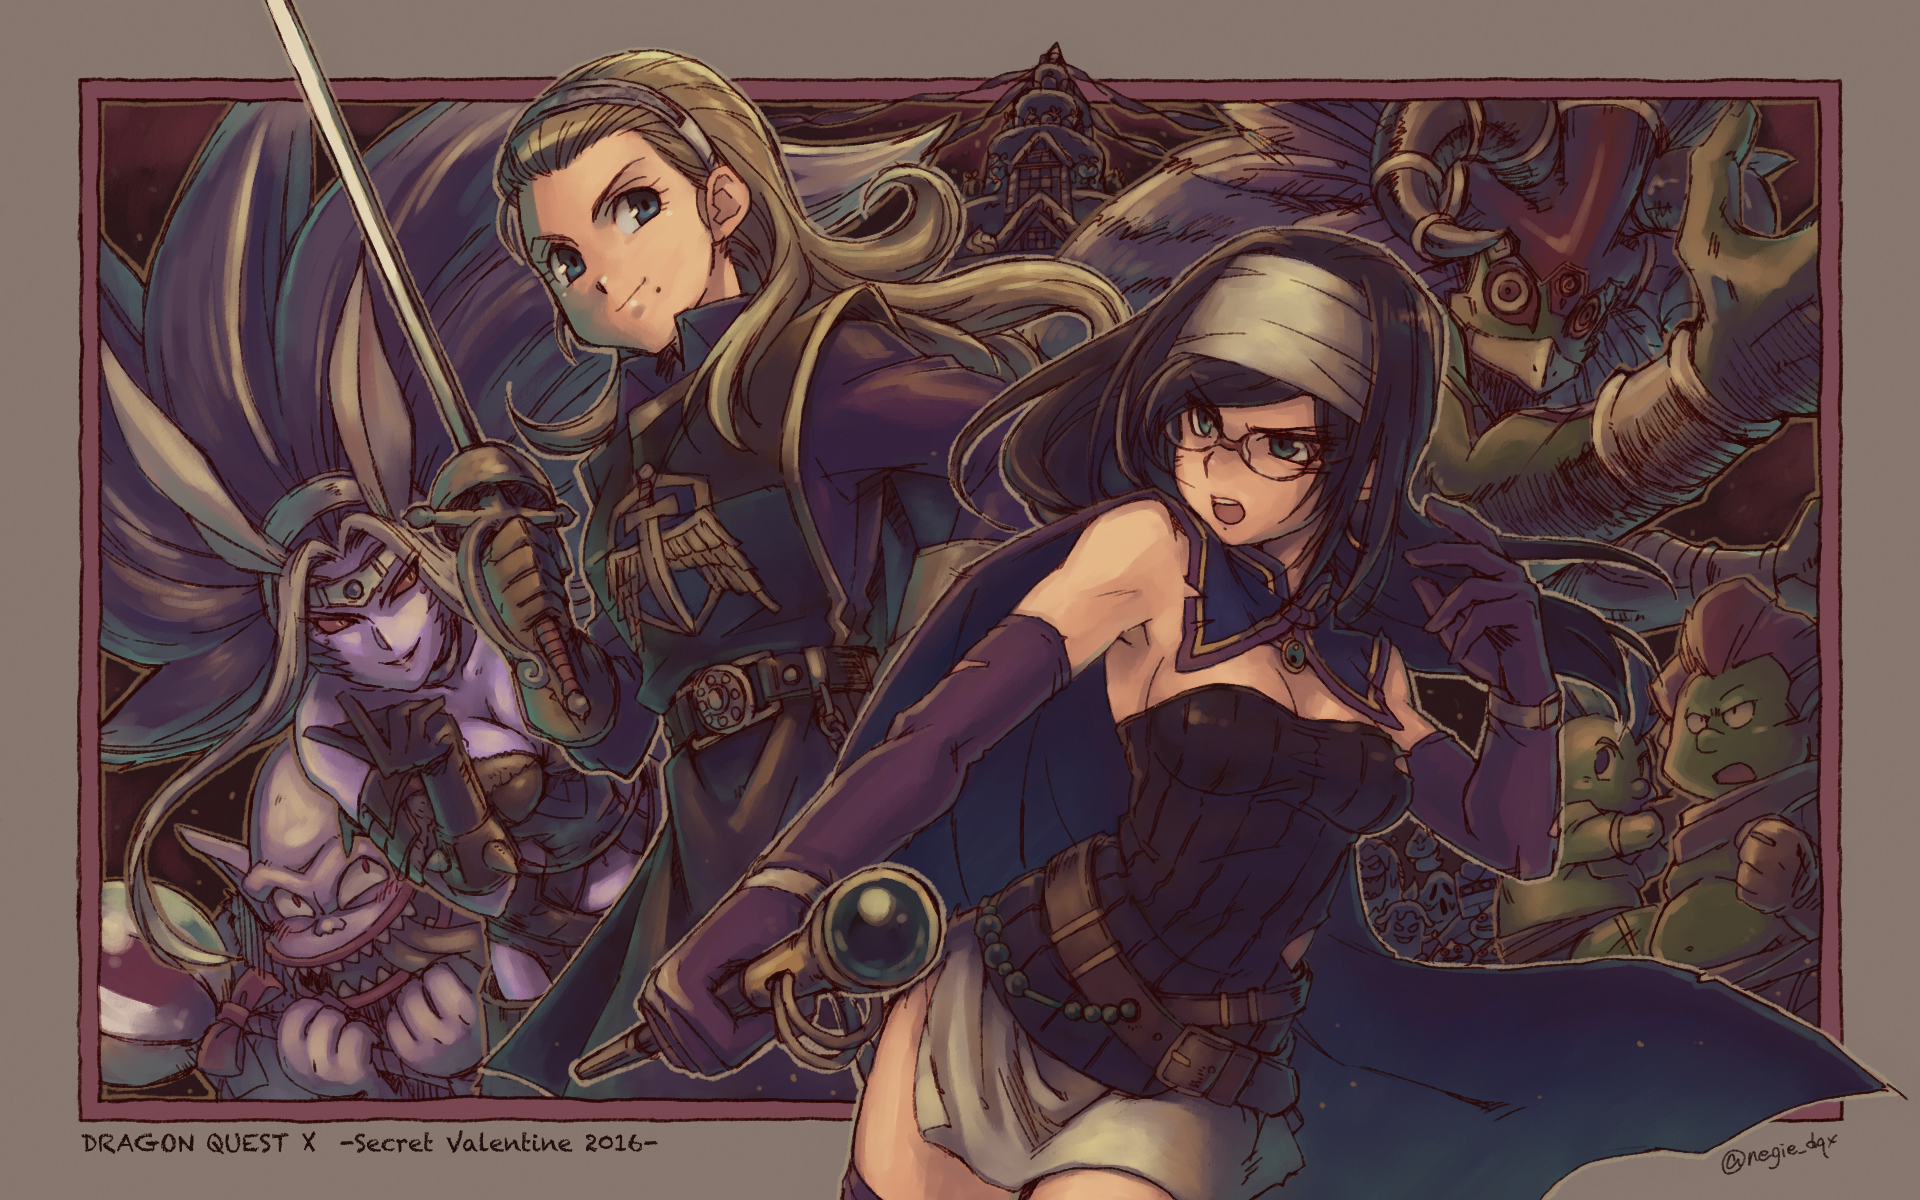 DRAGON QUEST X -Secret Valentine 2016-
@negie_dqx